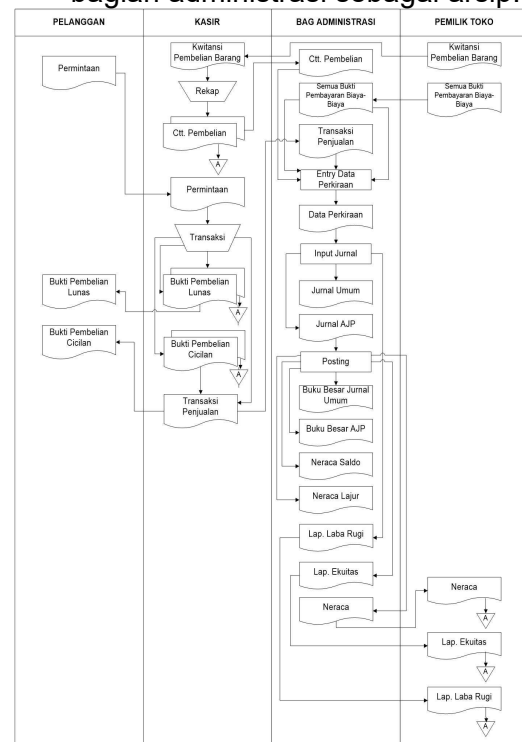 bagian administrasi sebagai arsip.
PELANGGAN
KASIR
BAG ADMINISTRASI
PEMILIK TOKO
Permintaan
Bukti Pembelian
Lunas
Bukti Pembelian
Cicilan
Kwitansi
Pembelian Barang
Rekap
Ctt. Pembelian
A
Permintaan
Transaksi
Bukti Pembelian
Lunas
A
Bukti Pembelian
Cicilan
A
Transaksi
Penjualan
Ctt. Pembelian
Semua Bukti
Pembayaran Biaya-
Biaya
Transaksi
Penjualan
Entry Data
Perkiraan
Data Perkiraan
Input Jurnal
Jurnal Umum
Jurnal AJP
Posting
Buku Besar Jurnal
Umum
Buku Besar AJP
Neraca Saldo
Neraca Lajur
Lap. Laba Rugi
Lap. Ekuitas
Neraca
Kwitansi
Pembelian Barang
Semua Bukti
Pembayaran Biaya-
Biaya
Neraca
A
Lap. Ekuitas
A
Lap. Laba Rugi
A